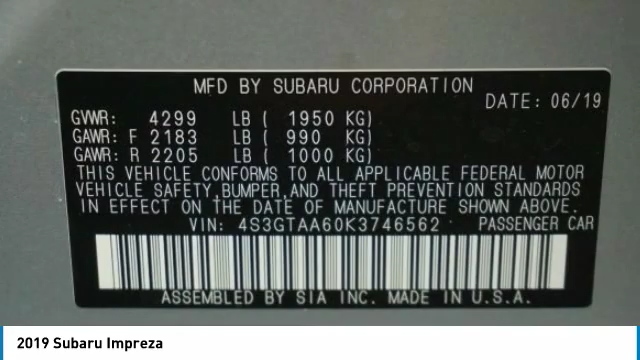 MFD BY SUBARU CORPORATION
DATE: 06/19
GVWR: 4299 LB ( 1950 KG)
GAWR: F 2183 LB ( 990 KG)
GAWR: R 2205 LB ( 1000 KG)
THIS VEHICLE CONFORMS TO ALL APPLICABLE FEDERAL MOTOR
VEHICLE SAFETY,BUMPER,AND THEFT PREVENTION STANDARDS
IN EFFECT ON THE DATE OF MANUFACTURE SHOWN ABOVE.
VIN: 4S3GTAA60K3746562 PASSENGER CAR
ASSEMBLED BY SIA INC. MADE IN U.S.A.
2019 Subaru Impreza